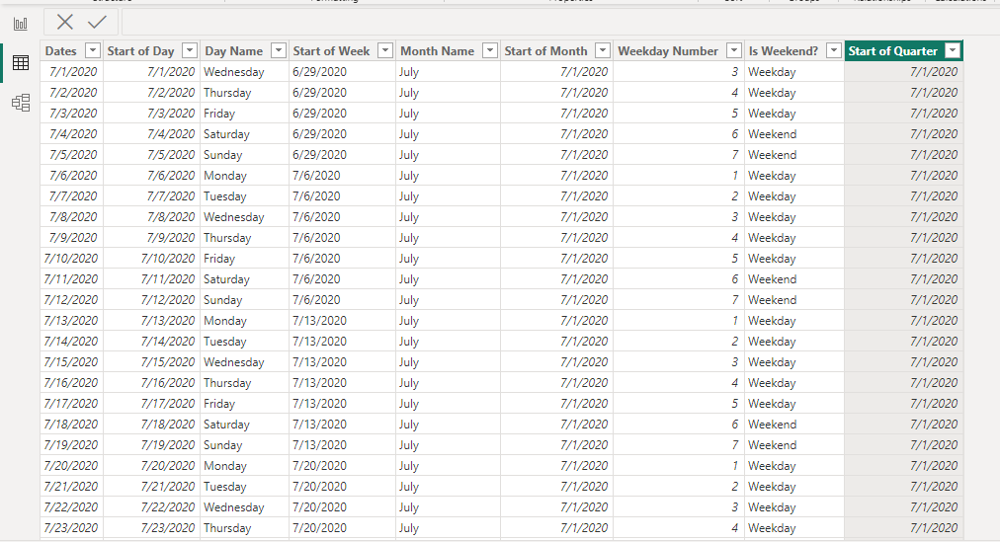 Structure Formatting Properties Sort Groups Relationships Calculations
Dates Start of Day Day Name Start of Week Month Name Start of Month Weekday Number Is Weekend? Start of Quarter
7/1/2020 7/1/2020 Wednesday 6/29/2020 July 7/1/2020 3 Weekday 7/1/2020
7/2/2020 7/2/2020 Thursday 6/29/2020 July 7/1/2020 4 Weekday 7/1/2020
7/3/2020 7/3/2020 Friday 6/29/2020 July 7/1/2020 5 Weekday 7/1/2020
7/4/2020 7/4/2020 Saturday 6/29/2020 July 7/1/2020 6 Weekend 7/1/2020
7/5/2020 7/5/2020 Sunday 6/29/2020 July 7/1/2020 7 Weekend 7/1/2020
7/6/2020 7/6/2020 Monday 7/6/2020 July 7/1/2020 1 Weekday 7/1/2020
7/7/2020 7/7/2020 Tuesday 7/6/2020 July 7/1/2020 2 Weekday 7/1/2020
7/8/2020 7/8/2020 Wednesday 7/6/2020 July 7/1/2020 3 Weekday 7/1/2020
7/9/2020 7/9/2020 Thursday 7/6/2020 July 7/1/2020 4 Weekday 7/1/2020
7/10/2020 7/10/2020 Friday 7/6/2020 July 7/1/2020 5 Weekday 7/1/2020
7/11/2020 7/11/2020 Saturday 7/6/2020 July 7/1/2020 6 Weekend 7/1/2020
7/12/2020 7/12/2020 Sunday 7/6/2020 July 7/1/2020 7 Weekend 7/1/2020
7/13/2020 7/13/2020 Monday 7/13/2020 July 7/1/2020 1 Weekday 7/1/2020
7/14/2020 7/14/2020 Tuesday 7/13/2020 July 7/1/2020 2 Weekday 7/1/2020
7/15/2020 7/15/2020 Wednesday 7/13/2020 July 7/1/2020 3 Weekday 7/1/2020
7/16/2020 7/16/2020 Thursday 7/13/2020 July 7/1/2020 4 Weekday 7/1/2020
7/17/2020 7/17/2020 Friday 7/13/2020 July 7/1/2020 5 Weekday 7/1/2020
7/18/2020 7/18/2020 Saturday 7/13/2020 July 7/1/2020 6 Weekend 7/1/2020
7/19/2020 7/19/2020 Sunday 7/13/2020 July 7/1/2020 7 Weekend 7/1/2020
7/20/2020 7/20/2020 Monday 7/20/2020 July 7/1/2020 1 Weekday 7/1/2020
7/21/2020 7/21/2020 Tuesday 7/20/2020 July 7/1/2020 2 Weekday 7/1/2020
7/22/2020 7/22/2020 Wednesday 7/20/2020 July 7/1/2020 3 Weekday 7/1/2020
7/23/2020 7/23/2020 Thursday 7/20/2020 July 7/1/2020 4 Weekday 7/1/2020